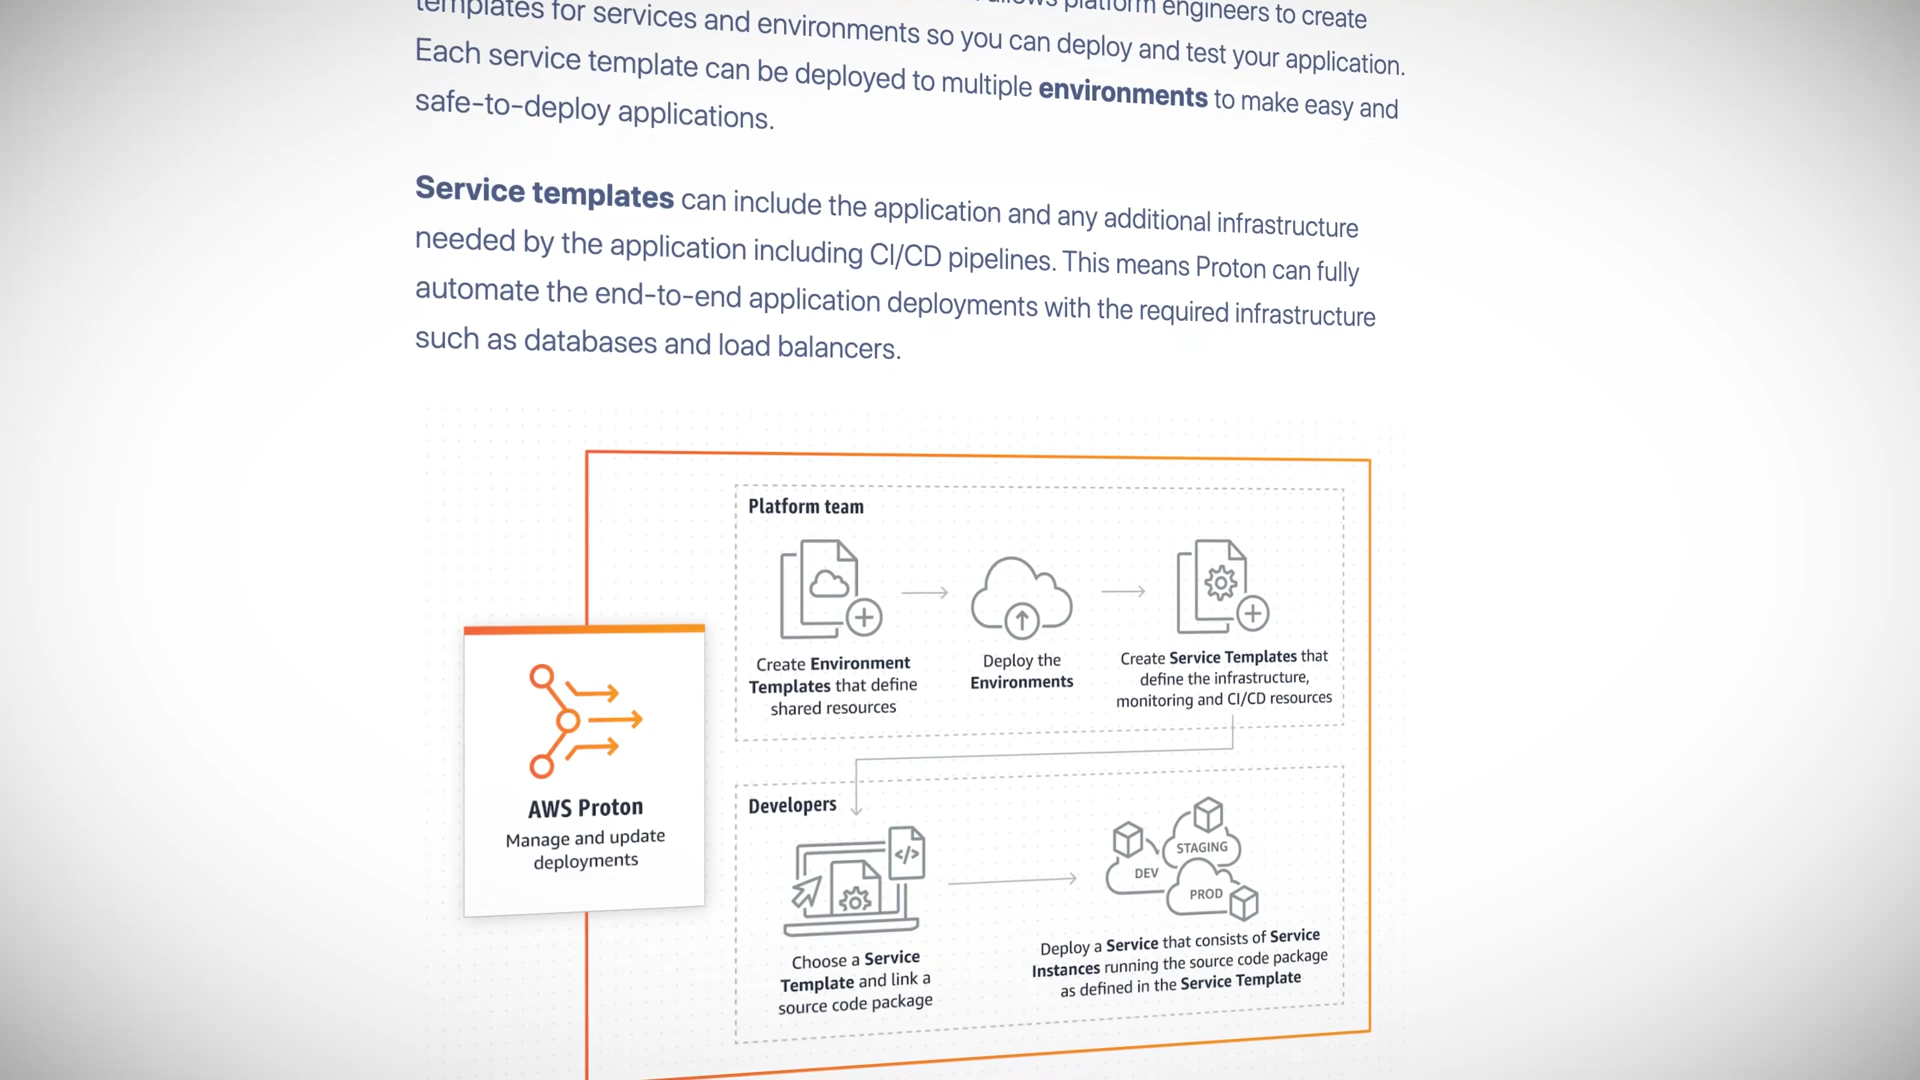 templates for services and environments so you can deploy and test your application.
platform engineers to create
Each service template can be deployed to multiple environments to make easy and
safe-to-deploy applications.
Service templates can include the application and any additional infrastructure
needed by the application including CI/CD pipelines. This means Proton can fully
automate the end-to-end application deployments with the required infrastructure
such as databases and load balancers.
Platform team
Create Environment
Templates that define
shared resources
Deploy the
Environments
Create Service Templates that
define the infrastructure,
monitoring and CI/CD resources
AWS Proton
Manage and update
deployments
Developers
</>
STAGING
DEV
PROD
Choose a Service
Template and link a
source code package
Deploy a Service that consists of Service
Instances running the source code package
as defined in the Service Template